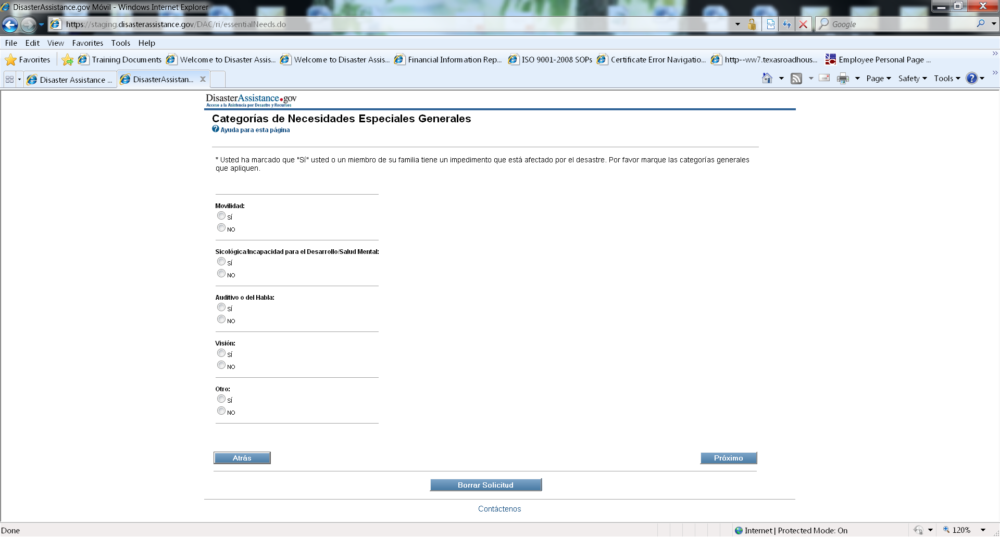 DisasterAssistance.gov Móvil - Windows Internet Explorer
https://staging.disasterassistance.gov/DAC/ri/essentialNeeds.do
Google
File Edit View Favorites Tools Help
Favorites Training Documents Welcome to Disaster Assis... Welcome to Disaster Assis... Financial Information Rep... ISO 9001-2008 SOPs Certificate Error Navigatio... http--ww7.texasroadhous... Employee Personal Page ...
Disaster Assistance ... DisasterAssistan... Page Safety Tools
DisasterAssistance.gov
Acceso a la Asistencia por Desastre y Recursos
Categorías de Necesidades Especiales Generales
Ayuda para esta página
* Usted ha marcado que "Sí" usted o un miembro de su familia tiene un impedimento que está afectado por el desastre. Por favor marque las categorías generales
que apliquen.
Movilidad:
SÍ
NO
Sicológica/Incapacidad para el Desarrollo/Salud Mental:
SÍ
NO
Auditivo o del Habla:
SÍ
NO
Visión:
SÍ
NO
Otro:
SÍ
NO
Atrás Próximo
Borrar Solicitud
Contáctenos
Done Internet | Protected Mode: On 120%